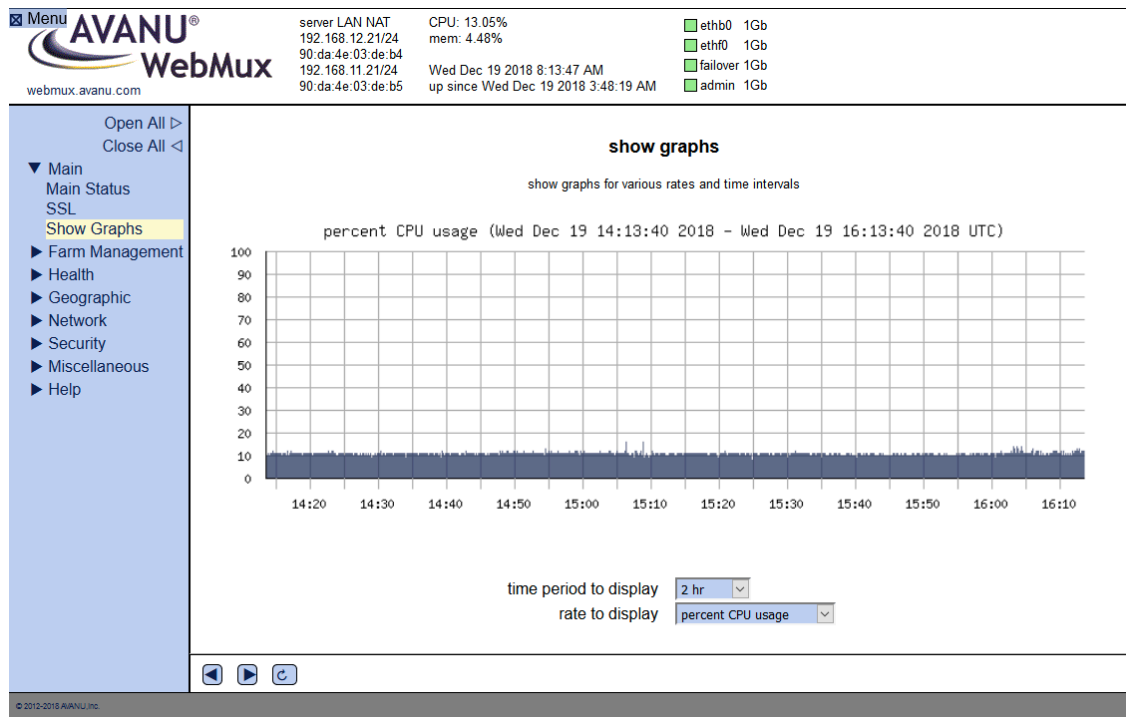 Menu
AVANU®
WebMux
webmux.avanu.com
server LAN NAT
192.168.12.21/24
90:da:4e:03:de:b4
192.168.11.21/24
90:da:4e:03:de:b5
CPU: 13.05%
mem: 4.48%
Wed Dec 19 2018 8:13:47 AM
up since Wed Dec 19 2018 3:48:19 AM
ethb0 1Gb
ethf0 1Gb
failover 1Gb
admin 1Gb
Open All
Close All
Main
Main Status
SSL
Show Graphs
Farm Management
Health
Geographic
Network
Security
Miscellaneous
Help
show graphs
show graphs for various rates and time intervals
percent CPU usage (Wed Dec 19 14:13:40 2018 - Wed Dec 19 16:13:40 2018 UTC)
100
90
80
70
60
50
40
30
20
10
0
14:20 14:30 14:40 14:50 15:00 15:10 15:20 15:30 15:40 15:50 16:00 16:10
time period to display 2 hr
rate to display percent CPU usage
© 2012-2018 AVANU, Inc.